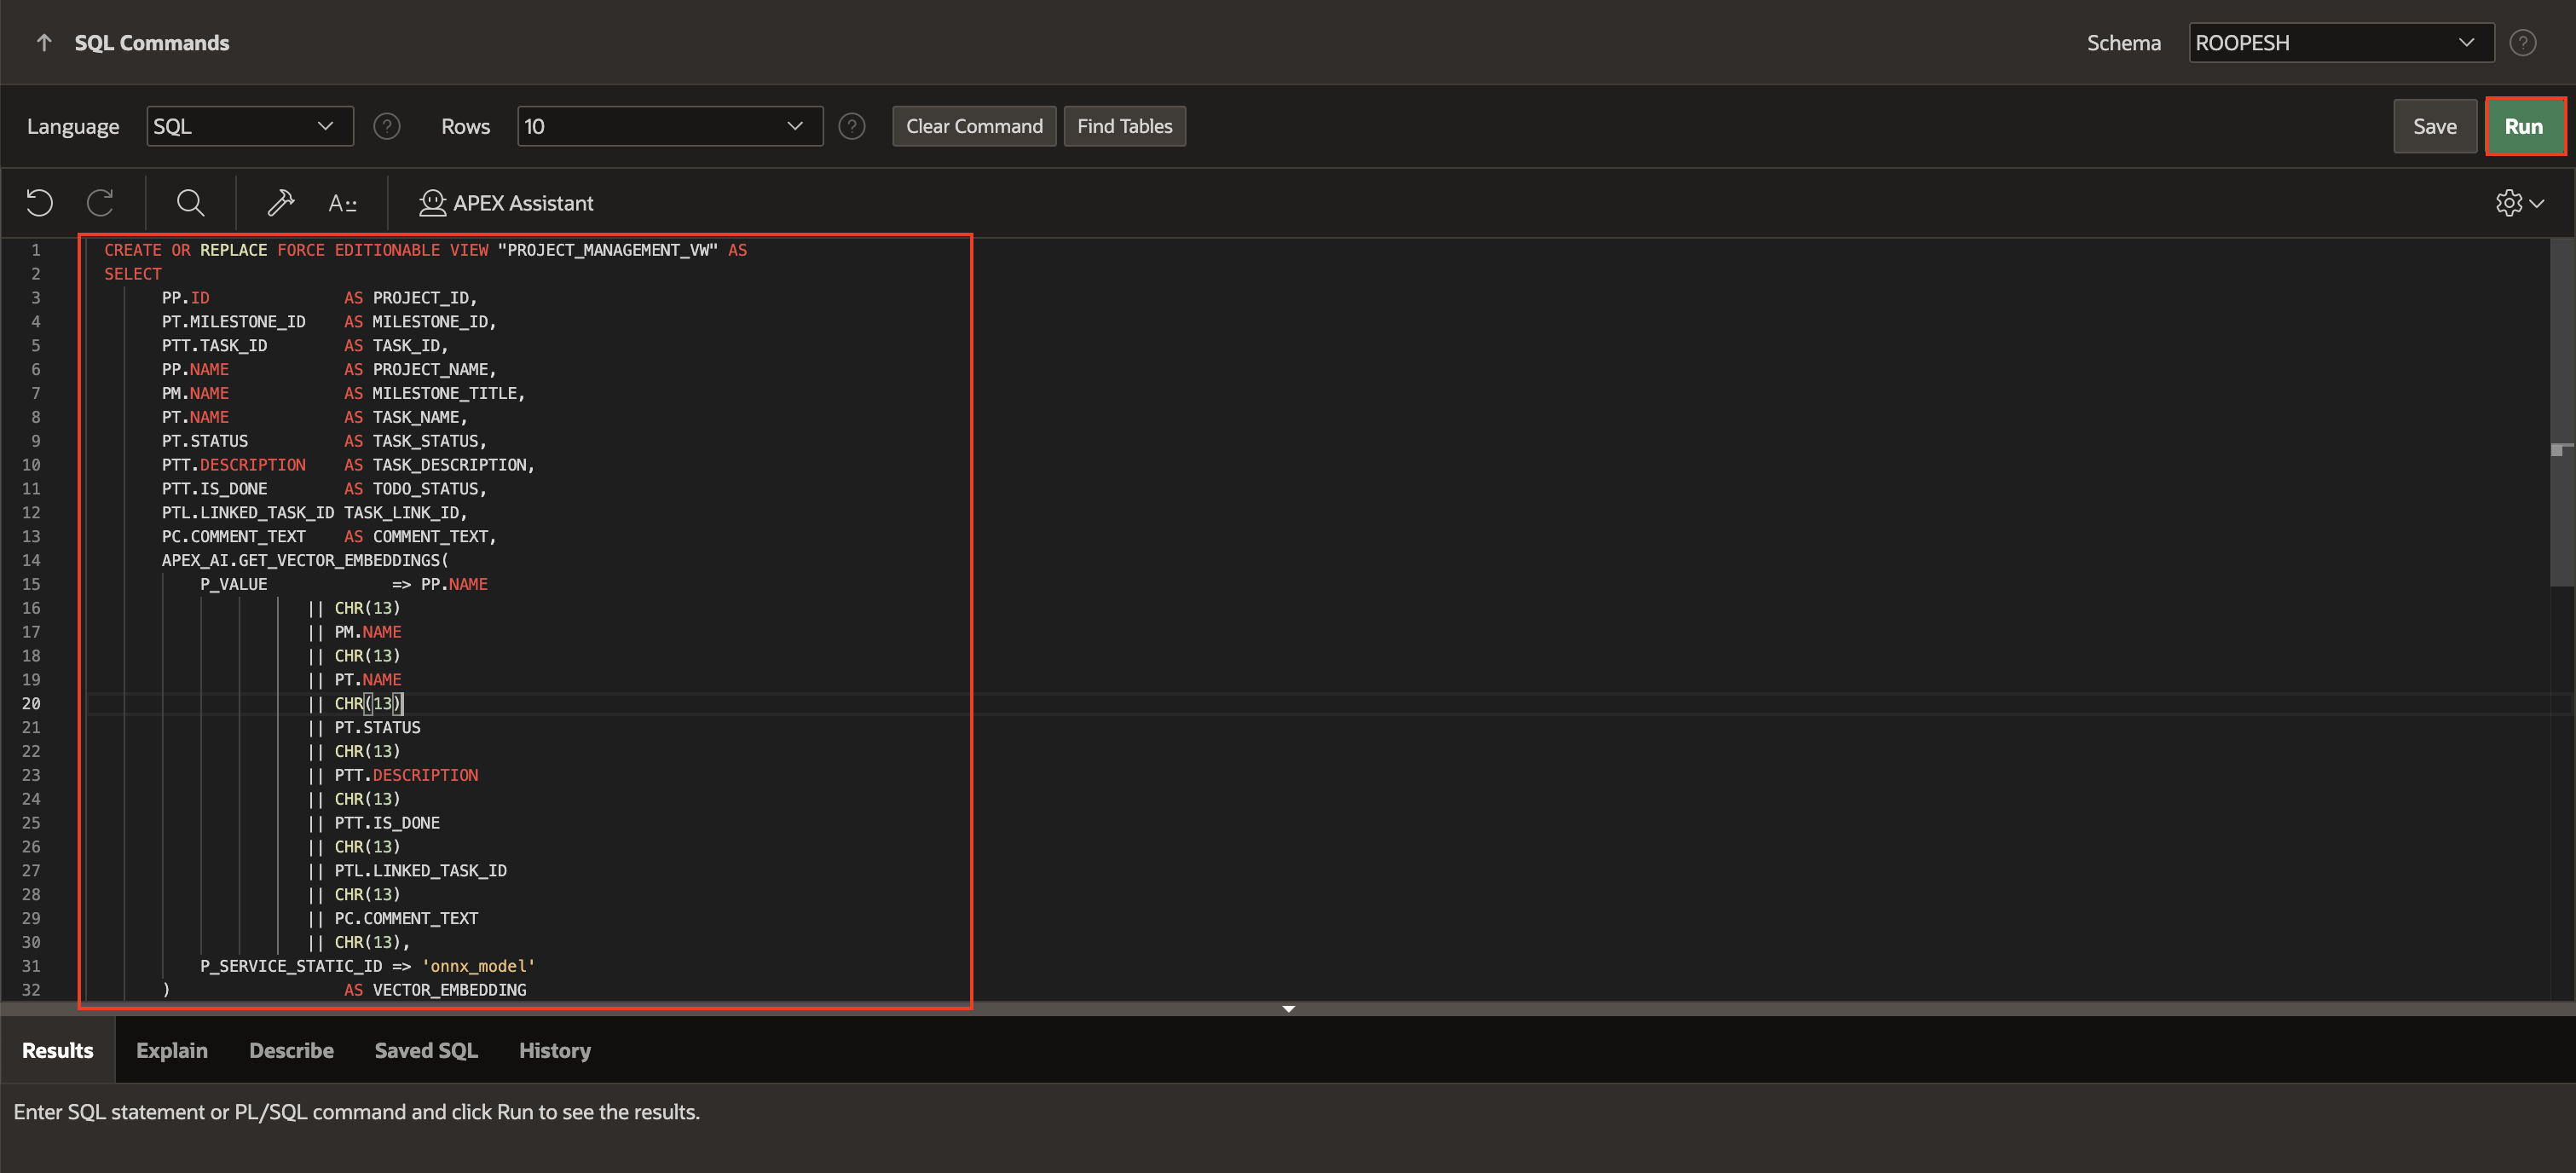 SQL Commands
Schema ROOPESH
Language SQL Rows 10 Clear Command Find Tables Save Run
APEX Assistant
1 CREATE OR REPLACE FORCE EDITIONABLE VIEW "PROJECT_MANAGEMENT_VW" AS
2 SELECT
3 PP.ID AS PROJECT_ID,
4 PT.MILESTONE_ID AS MILESTONE_ID,
5 PTT.TASK_ID AS TASK_ID,
6 PP.NAME AS PROJECT_NAME,
7 PM.NAME AS MILESTONE_TITLE,
8 PT.NAME AS TASK_NAME,
9 PT.STATUS AS TASK_STATUS,
10 PTT.DESCRIPTION AS TASK_DESCRIPTION,
11 PTT.IS_DONE AS TODO_STATUS,
12 PTL.LINKED_TASK_ID TASK_LINK_ID,
13 PC.COMMENT_TEXT AS COMMENT_TEXT,
14 APEX_AI.GET_VECTOR_EMBEDDINGS(
15 P_VALUE => PP.NAME
16 || CHR(13)
17 || PM.NAME
18 || CHR(13)
19 || PT.NAME
20 || CHR(13)
21 || PT.STATUS
22 || CHR(13)
23 || PTT.DESCRIPTION
24 || CHR(13)
25 || PTT.IS_DONE
26 || CHR(13)
27 || PTL.LINKED_TASK_ID
28 || CHR(13)
29 || PC.COMMENT_TEXT
30 || CHR(13),
31 P_SERVICE_STATIC_ID => 'onnx_model'
32 ) AS VECTOR_EMBEDDING
Results Explain Describe Saved SQL History
Enter SQL statement or PL/SQL command and click Run to see the results.